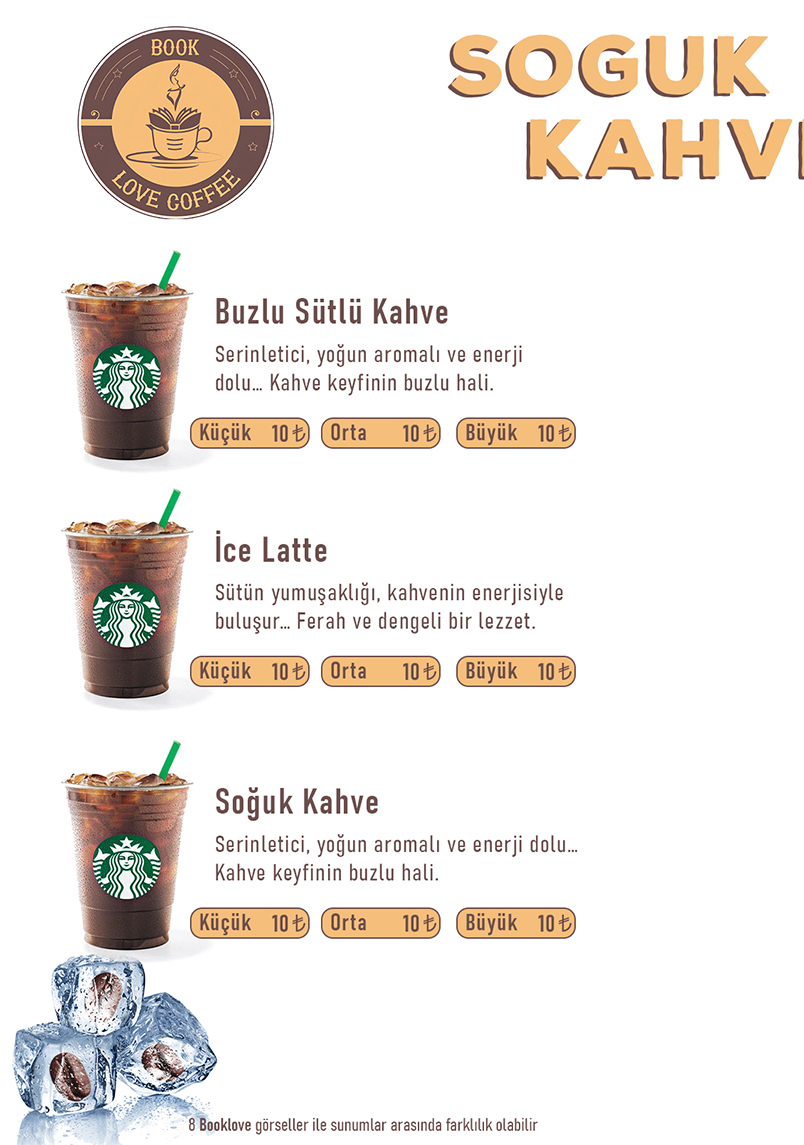 BOOK
LOVE COFFEE
SOGUK
KAHV
Buzlu Sütlü Kahve
Serinletici, yoğun aromalı ve enerji
dolu... Kahve keyfinin buzlu hali.
Küçük 10₺ Orta 10₺ Büyük 10₺
İce Latte
Sütün yumuşaklığı, kahvenin enerjisiyle
buluşur... Ferah ve dengeli bir lezzet.
Küçük 10₺ Orta 10₺ Büyük 10₺
Soğuk Kahve
Serinletici, yoğun aromalı ve enerji dolu...
Kahve keyfinin buzlu hali.
Küçük 10₺ Orta 10₺ Büyük 10₺
8 Booklove görseller ile sunumlar arasında farklılık olabilir